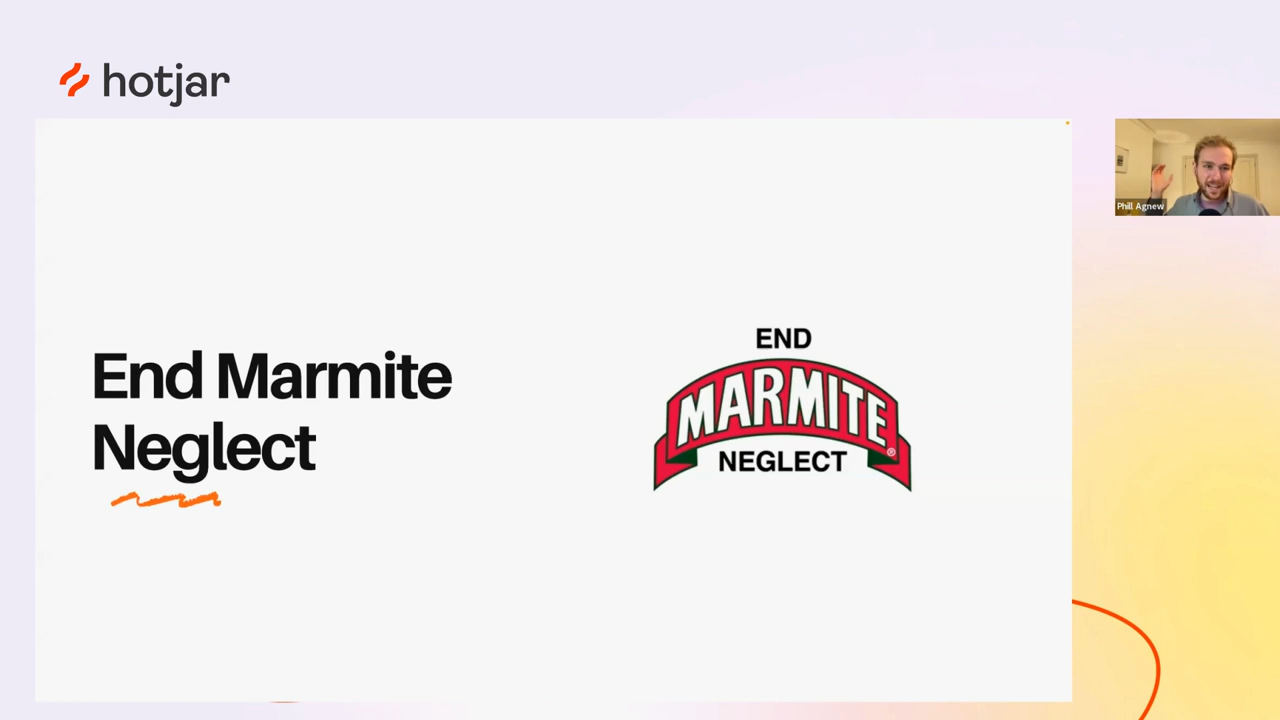 hotjar
End Marmite
Neglect
END
MARMITE®
NEGLECT
Phill Agnew